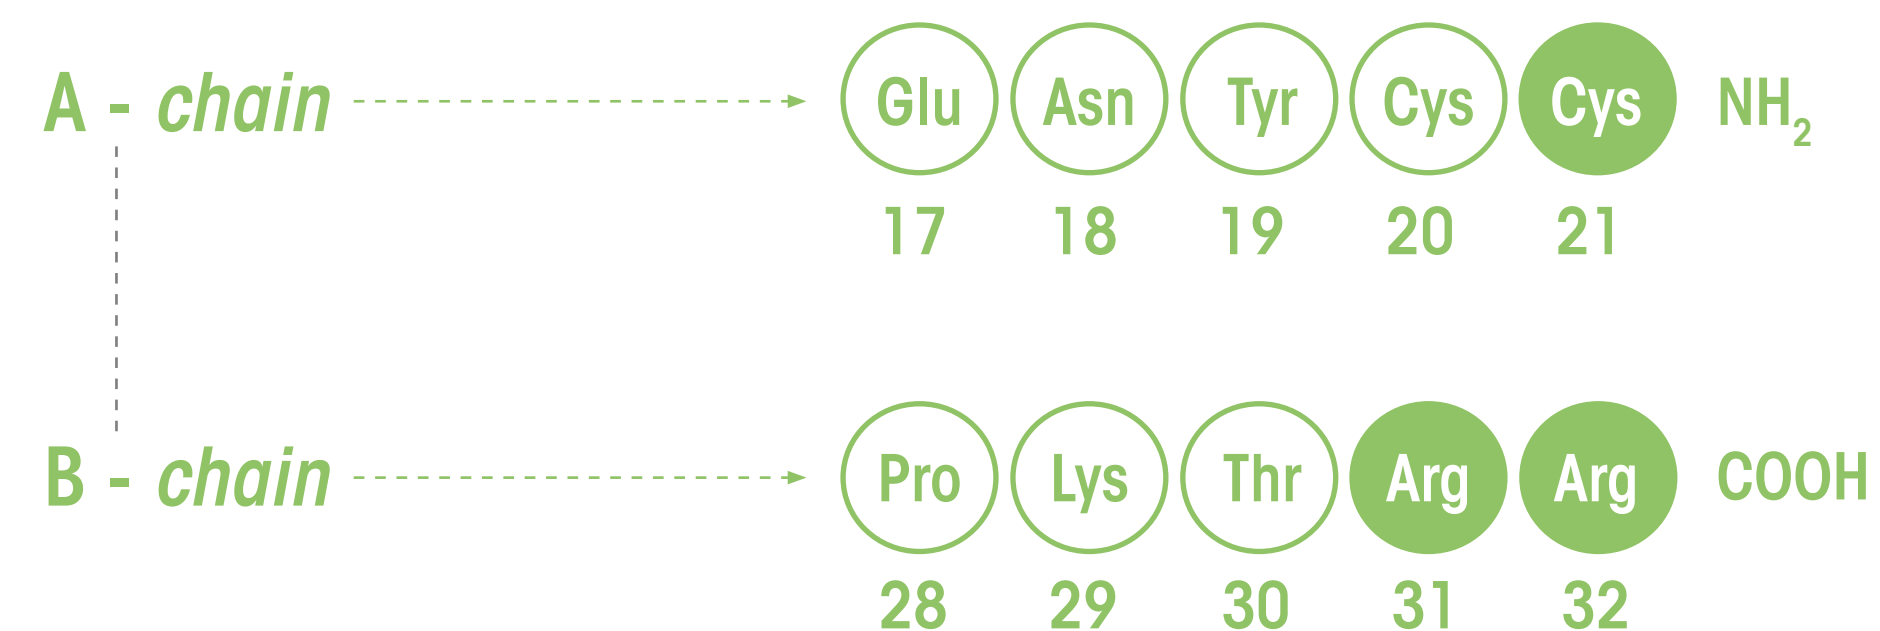 A - chain Glu Asn Tyr Cys Cys NH₂
17 18 19 20 21
B - chain Pro Lys Thr Arg Arg COOH
28 29 30 31 32